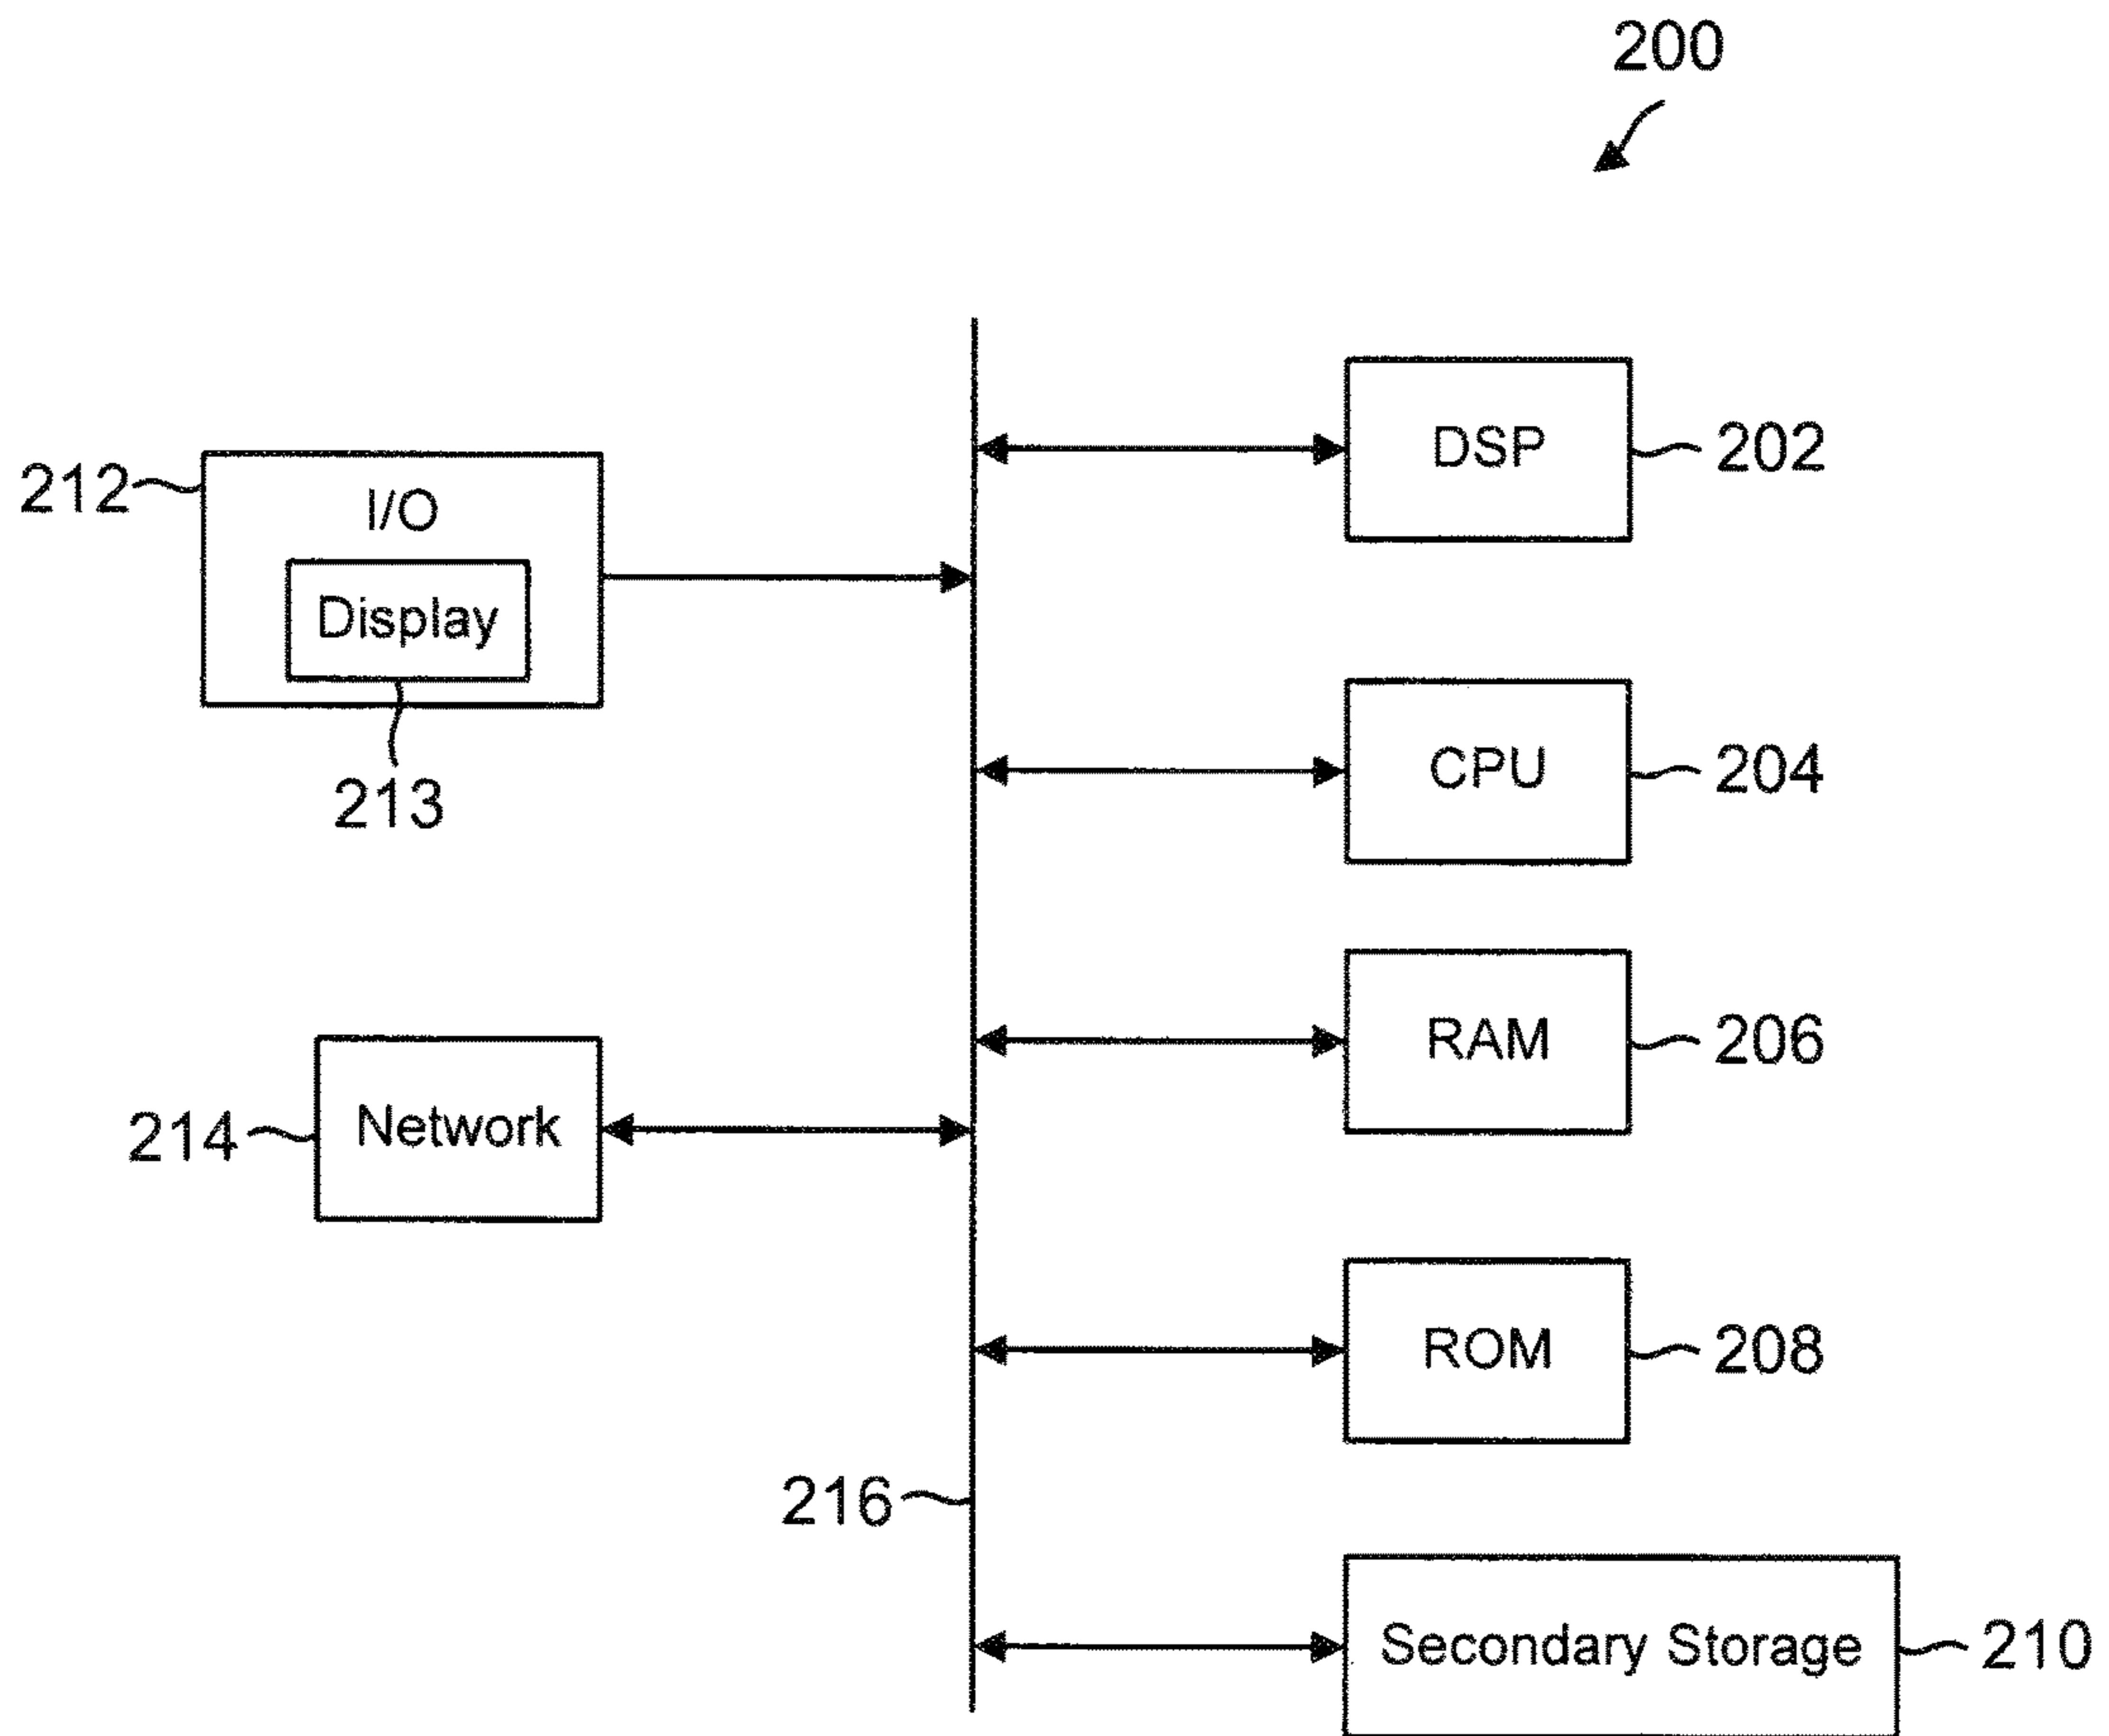 200
DSP
202
212
I/O
Display
213
CPU
204
RAM
206
214
Network
ROM
208
216
Secondary Storage
210